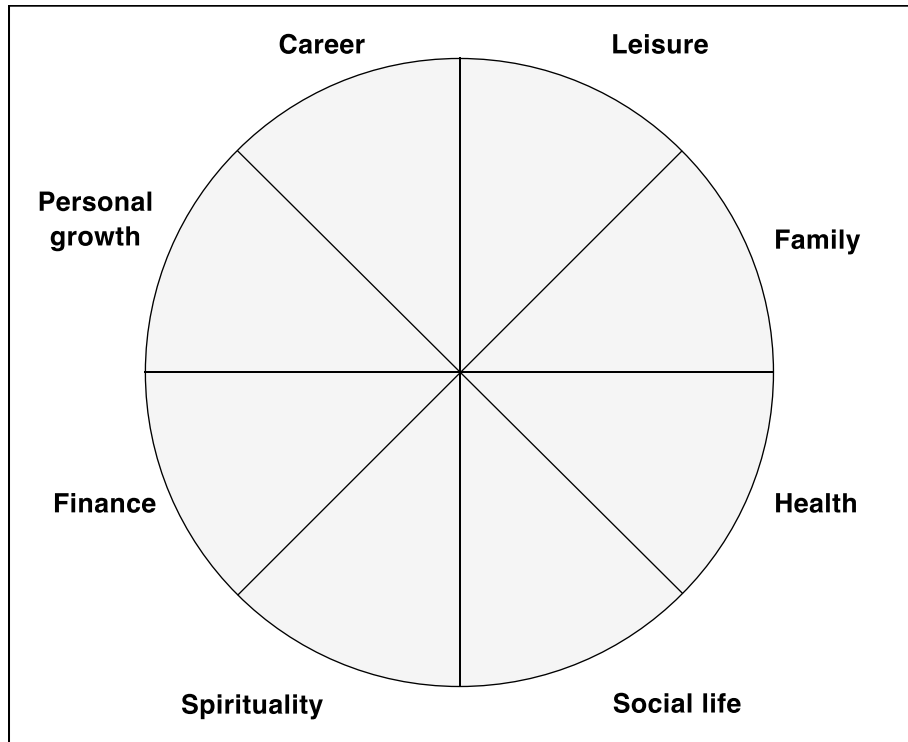 Career
Leisure
Personal
growth
Family
Finance
Health
Spirituality
Social life